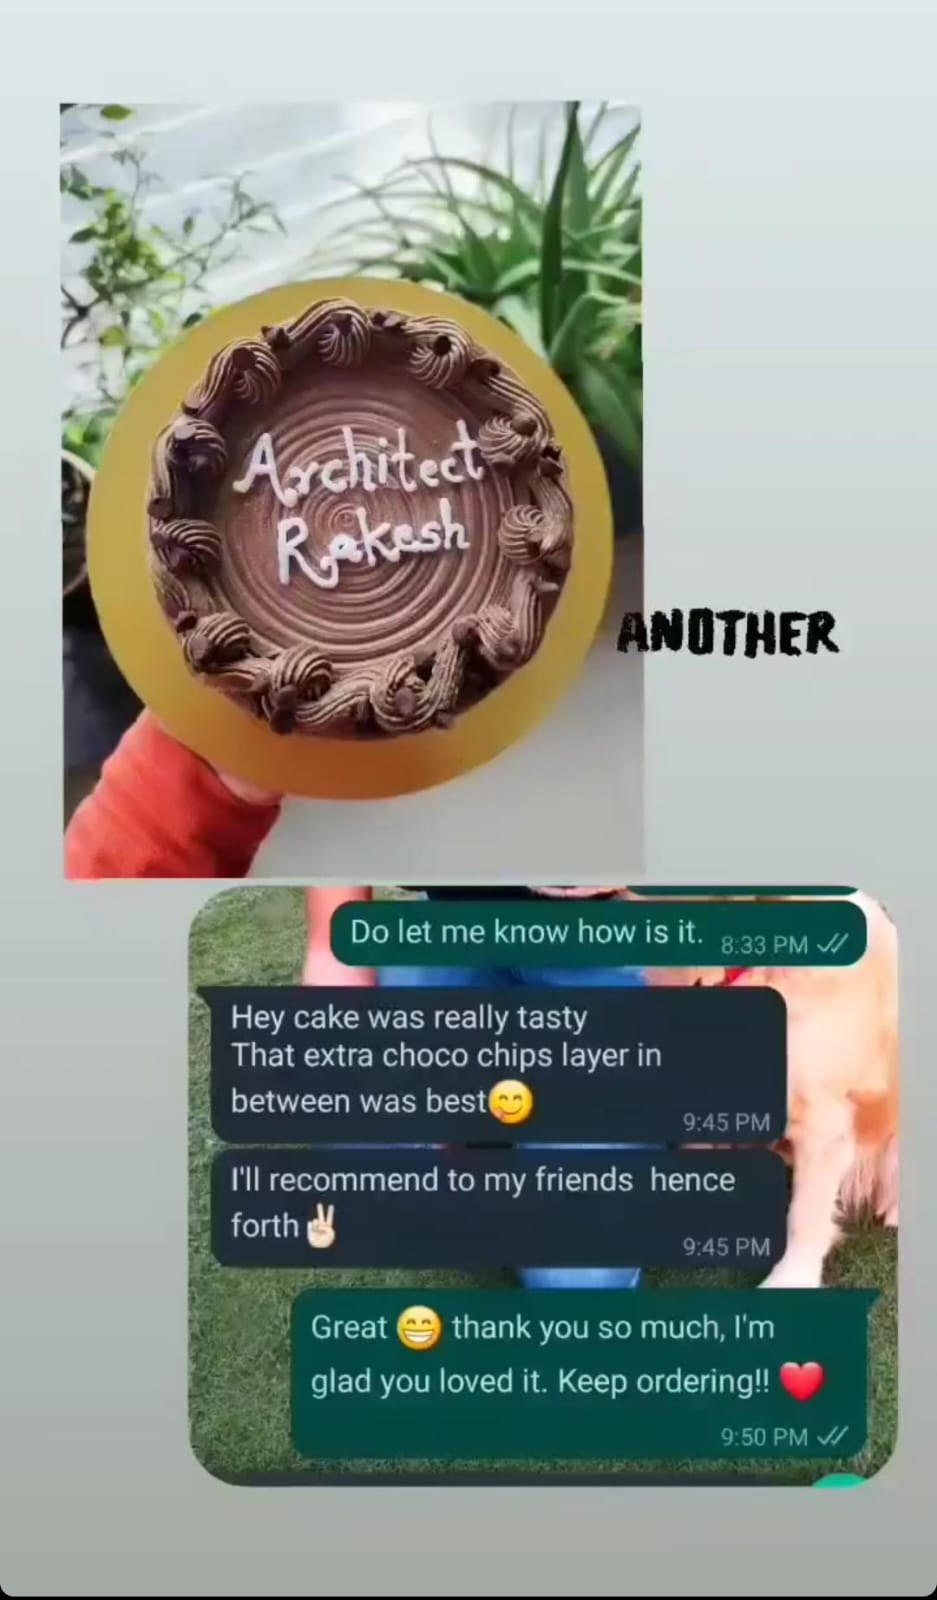 Architect
Rakesh
ANOTHER
Do let me know how is it.
8:33 PM
Hey cake was really tasty
That extra choco chips layer in
between was best😋
9:45 PM
I'll recommend to my friends  hence
forth✌🏻
9:45 PM
Great 😁 thank you so much, I'm
glad you loved it. Keep ordering!! ❤️
9:50 PM